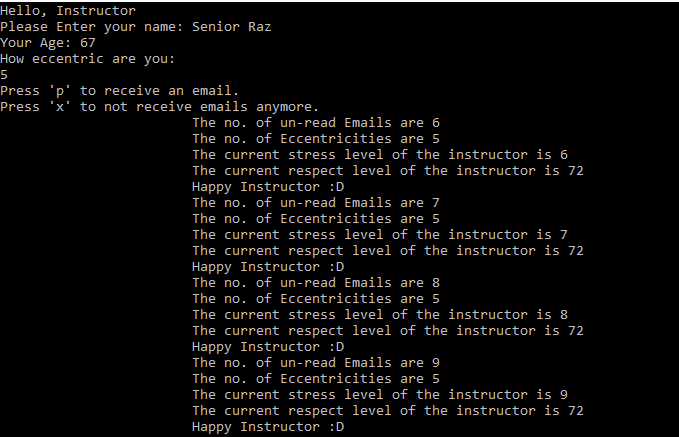 Hello, Instructor
Please Enter your name: Senior Raz
Your Age: 67
How eccentric are you:
5
Press 'p' to receive an email.
Press 'x' to not receive emails anymore.
The no. of un-read Emails are 6
The no. of Eccentricities are 5
The current stress level of the instructor is 6
The current respect level of the instructor is 72
Happy Instructor :D
The no. of un-read Emails are 7
The no. of Eccentricities are 5
The current stress level of the instructor is 7
The current respect level of the instructor is 72
Happy Instructor :D
The no. of un-read Emails are 8
The no. of Eccentricities are 5
The current stress level of the instructor is 8
The current respect level of the instructor is 72
Happy Instructor :D
The no. of un-read Emails are 9
The no. of Eccentricities are 5
The current stress level of the instructor is 9
The current respect level of the instructor is 72
Happy Instructor :D